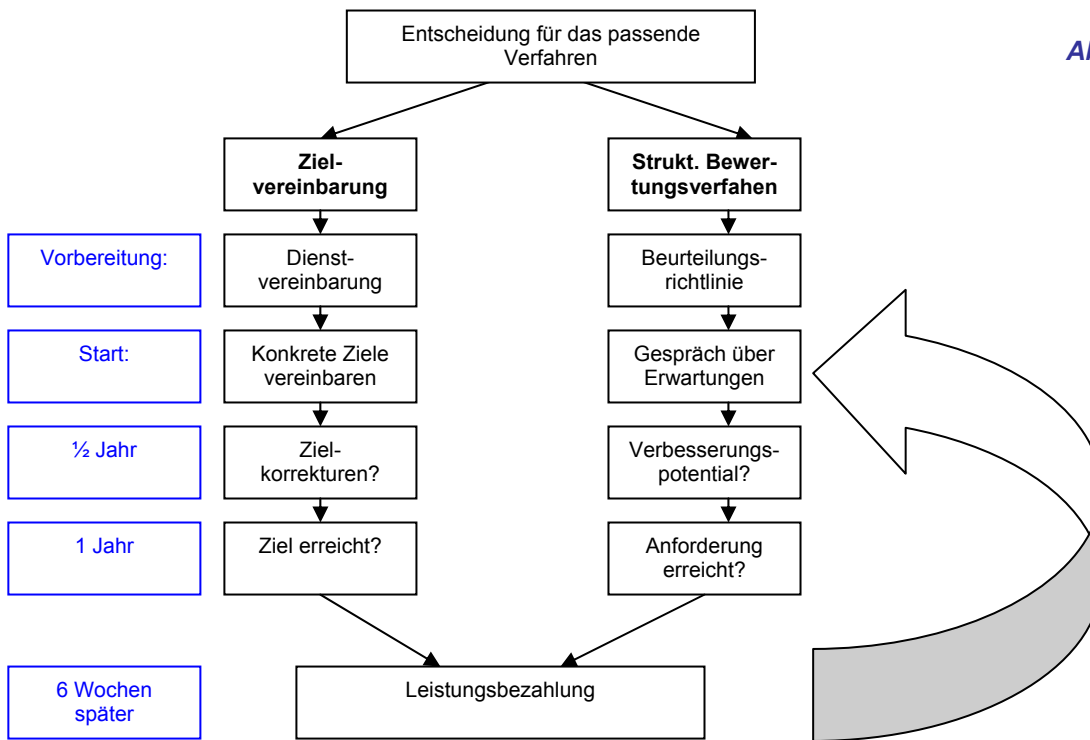 Entscheidung für das passende
Verfahren
Ziel-
vereinbarung
Strukt. Bewer-
tungsverfahen
Vorbereitung:
Dienst-
vereinbarung
Beurteilungs-
richtlinie
Start:
Konkrete Ziele
vereinbaren
Gespräch über
Erwartungen
½ Jahr
Ziel-
korrekturen?
Verbesserungs-
potential?
1 Jahr
Ziel erreicht?
Anforderung
erreicht?
6 Wochen
später
Leistungsbezahlung